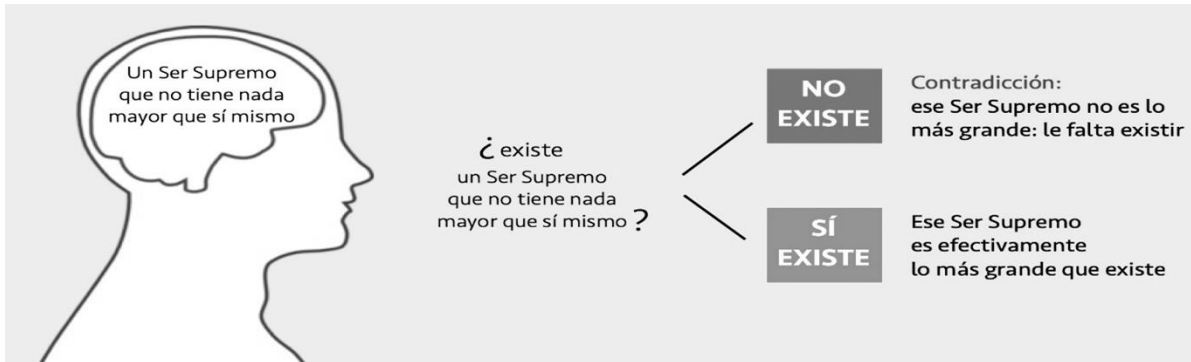 Un Ser Supremo
que no tiene nada
mayor que sí mismo
¿ existe
un Ser Supremo
que no tiene nada
mayor que sí mismo ?
NO
EXISTE
Contradicción:
ese Ser Supremo no es lo
más grande: le falta existir
SÍ
EXISTE
Ese Ser Supremo
es efectivamente
lo más grande que existe